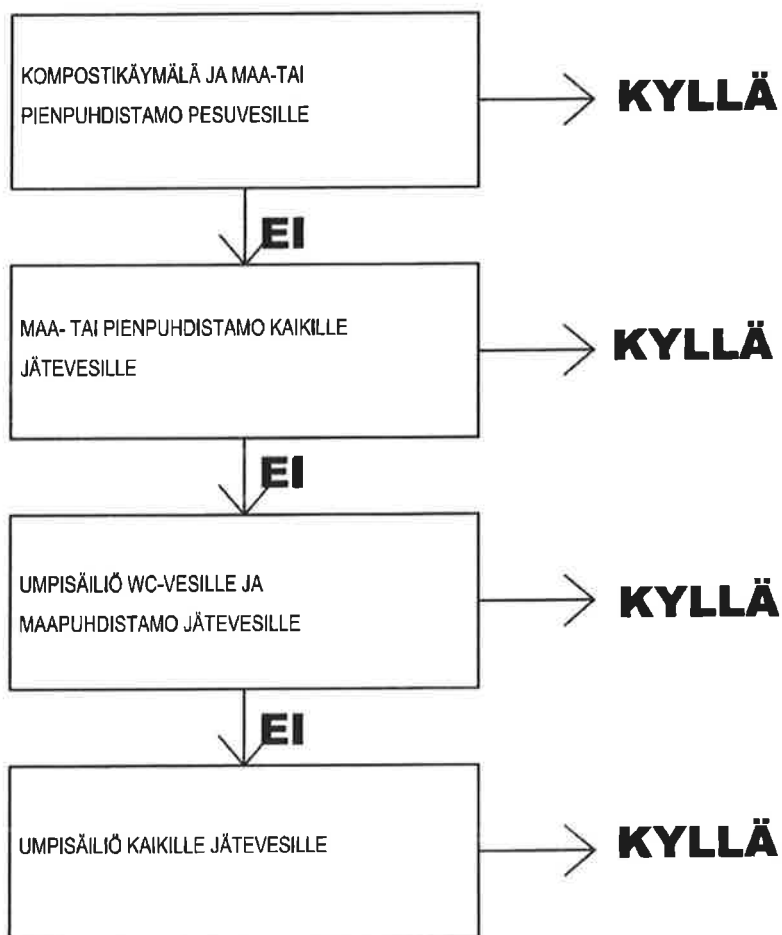 KOMPOSTIKÄYMÄLÄ JA MAA-TAI
PIENPUHDISTAMO PESUVESILLE
KYLLÄ
EI
MAA- TAI PIENPUHDISTAMO KAIKILLE
JÄTEVESILLE
KYLLÄ
EI
UMPISÄILIÖ WC-VESILLE JA
MAAPUHDISTAMO JÄTEVESILLE
KYLLÄ
EI
UMPISÄILIÖ KAIKILLE JÄTEVESILLE
KYLLÄ